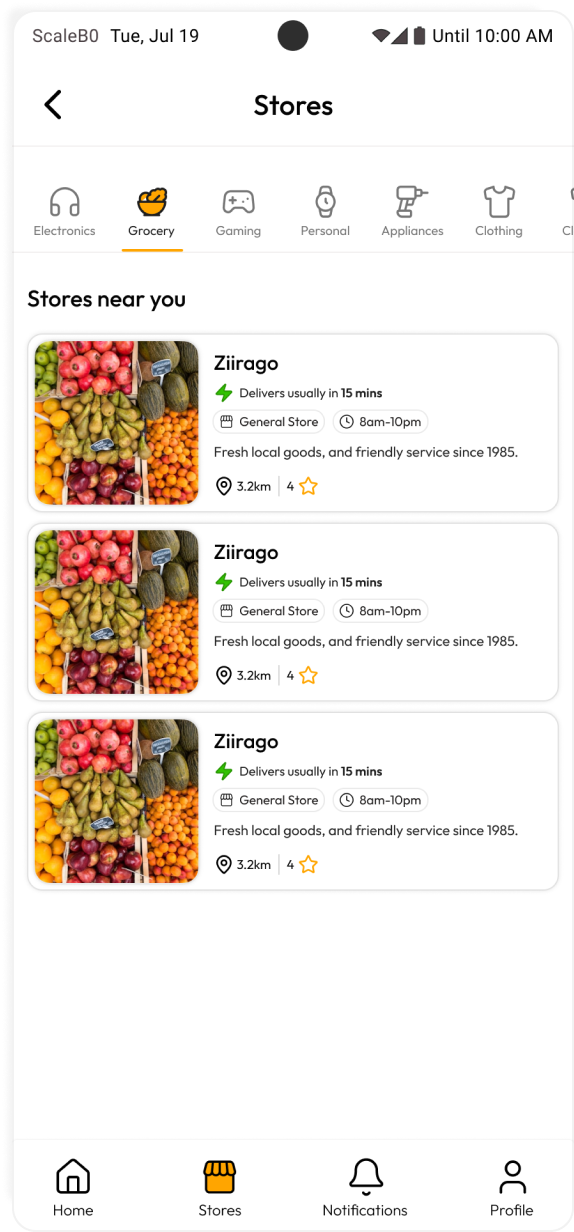 ScaleB0 Tue, Jul 19 Until 10:00 AM
Stores
Electronics Grocery Gaming Personal Appliances Clothing Cl
Stores near you
Ziirago
Delivers usually in 15 mins
General Store 8am-10pm
Fresh local goods, and friendly service since 1985.
3.2km 4
Ziirago
Delivers usually in 15 mins
General Store 8am-10pm
Fresh local goods, and friendly service since 1985.
3.2km 4
Ziirago
Delivers usually in 15 mins
General Store 8am-10pm
Fresh local goods, and friendly service since 1985.
3.2km 4
Home Stores Notifications Profile